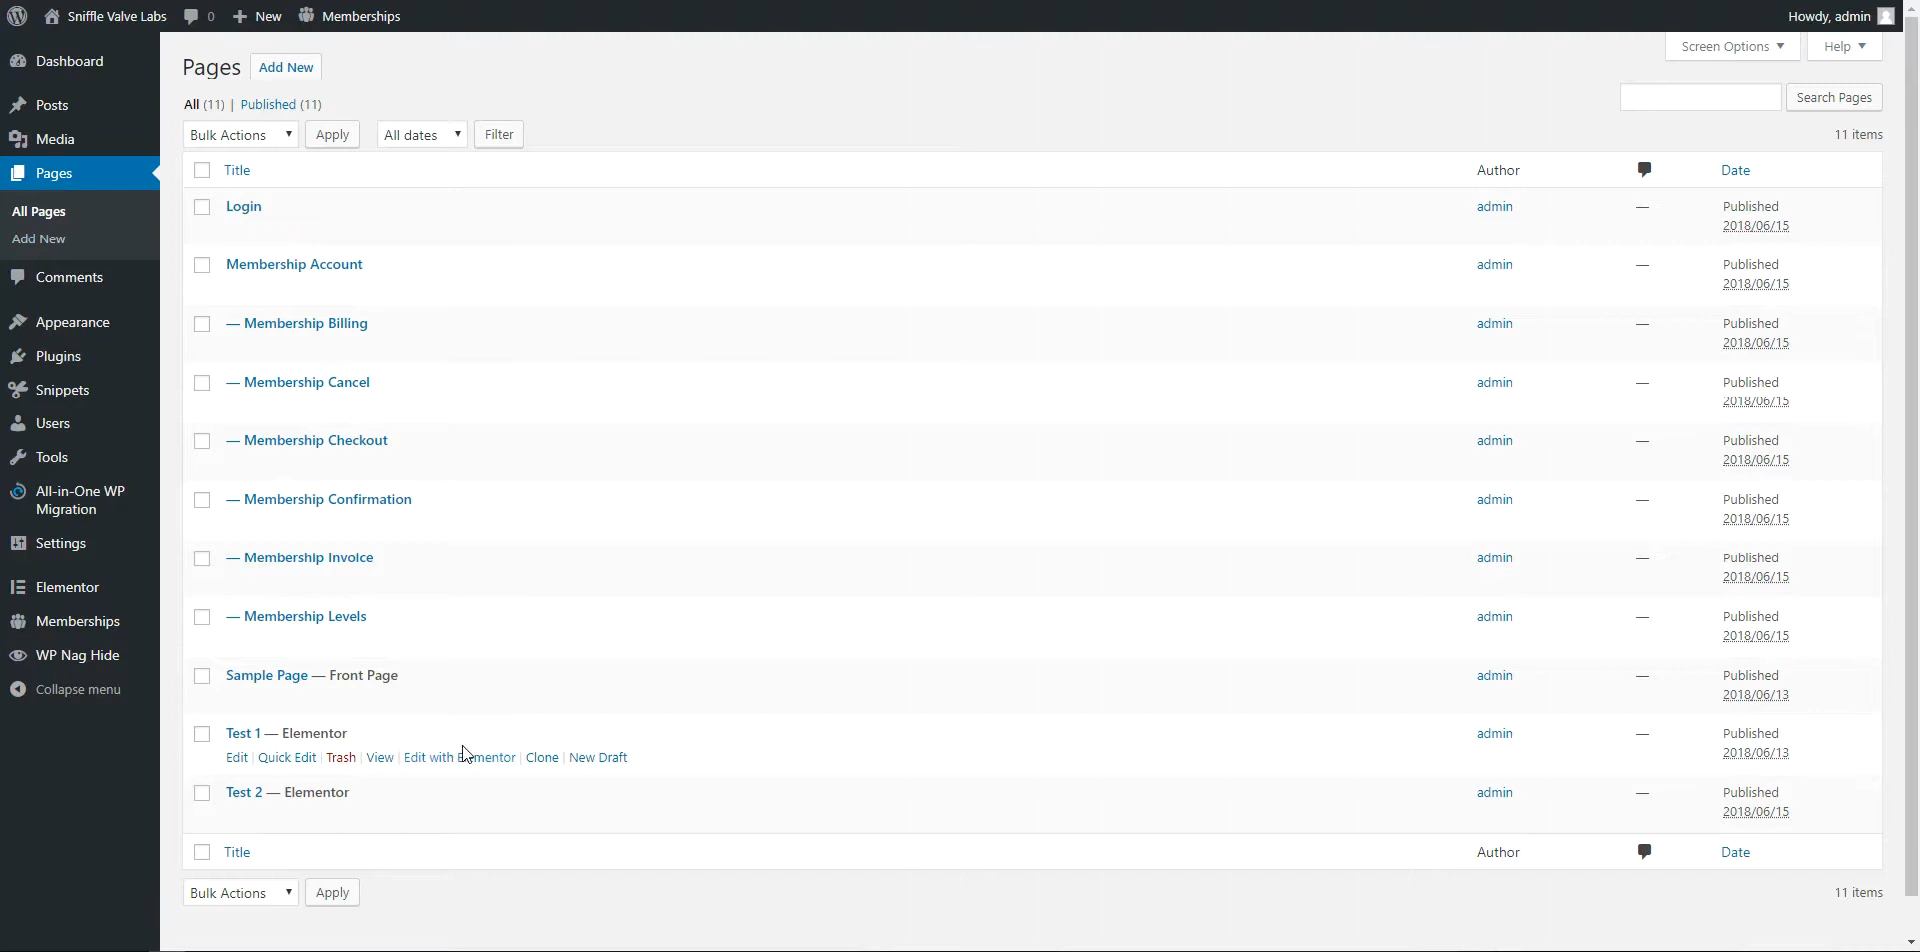 Sniffle Valve Labs 0 New Memberships Howdy, admin
Screen Options Help
Dashboard
Posts
Media
Pages
All Pages
Add New
Comments
Appearance
Plugins
Snippets
Users
Tools
All-in-One WP
Migration
Settings
Elementor
Memberships
WP Nag Hide
Collapse menu
Pages Add New
All (11) | Published (11)
Search Pages
Bulk Actions Apply All dates Filter 11 items
Title Author Date
Login admin — Published
2018/06/15
Membership Account admin — Published
2018/06/15
— Membership Billing admin — Published
2018/06/15
— Membership Cancel admin — Published
2018/06/15
— Membership Checkout admin — Published
2018/06/15
— Membership Confirmation admin — Published
2018/06/15
— Membership Invoice admin — Published
2018/06/15
— Membership Levels admin — Published
2018/06/15
Sample Page — Front Page admin — Published
2018/06/13
Test 1 — Elementor admin — Published
Edit | Quick Edit | Trash | View | Edit with Elementor | Clone | New Draft 2018/06/13
Test 2 — Elementor admin — Published
2018/06/15
Title Author Date
Bulk Actions Apply 11 items